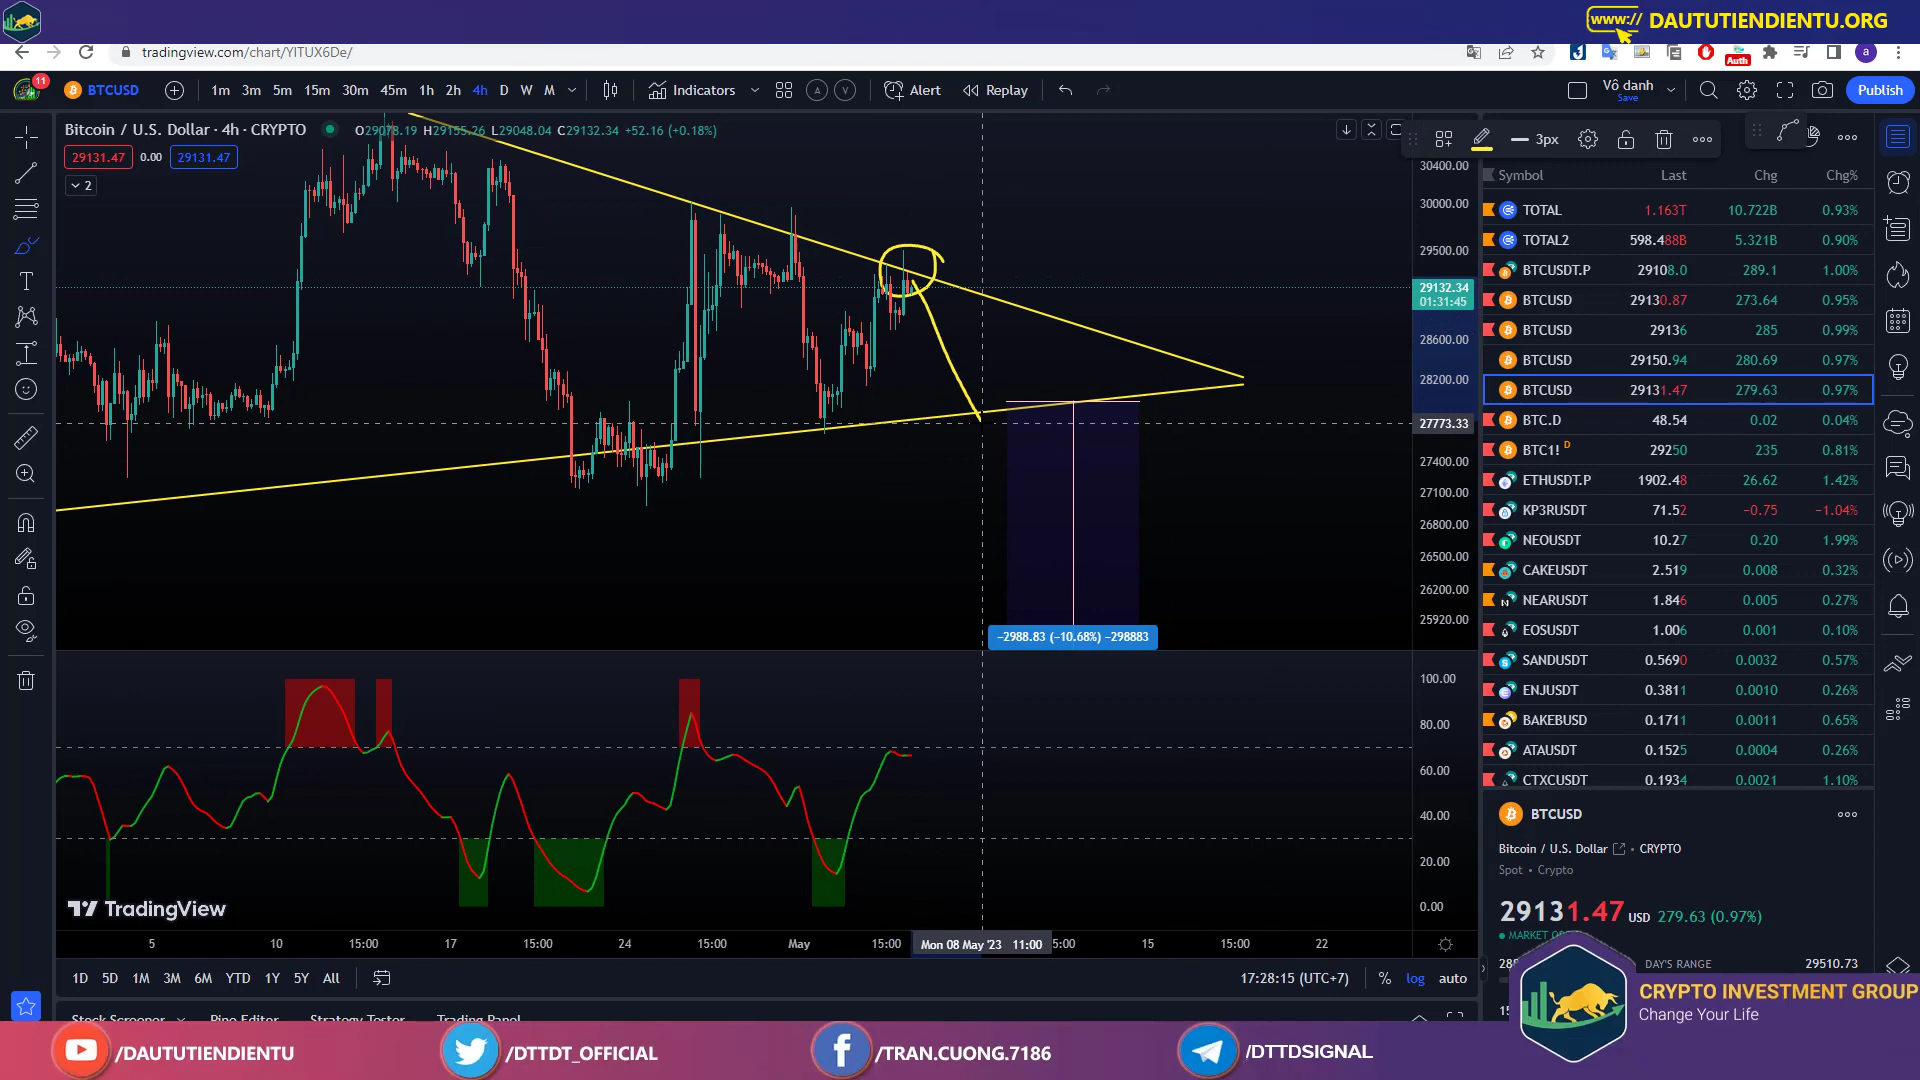 www:// DAUTUTIENDIENTU.ORG
tradingview.com/chart/YITUX6De/
Auth
a
11
BTCUSD
1m 3m 5m 15m 30m 45m 1h 2h 4h D W M
Indicators
A V
Alert
Replay
Vô danh
Save
Publish
Bitcoin / U.S. Dollar · 4h · CRYPTO
O29078.19 H29155.26 L29048.04 C29132.34 +52.16 (+0.18%)
29131.47 0.00 29131.47
2
3px
30400.00
30000.00
29500.00
29132.34
01:31:45
28600.00
28200.00
27773.33
27400.00
27100.00
26800.00
26500.00
26200.00
25920.00
−2988.83 (−10.68%) −298883
100.00
80.00
60.00
40.00
20.00
0.00
TradingView
5 10 15:00 17 15:00 24 15:00 May 15:00 Mon 08 May '23 11:00 5:00 15 15:00 22
1D 5D 1M 3M 6M YTD 1Y 5Y All
17:28:15 (UTC+7) % log auto
Stock Screener Pine Editor Strategy Tester Trading Panel
Symbol Last Chg Chg%
TOTAL 1.163T 10.722B 0.93%
TOTAL2 598.488B 5.321B 0.90%
BTCUSDT.P 29108.0 289.1 1.00%
BTCUSD 29130.87 273.64 0.95%
BTCUSD 29136 285 0.99%
BTCUSD 29150.94 280.69 0.97%
BTCUSD 29131.47 279.63 0.97%
BTC.D 48.54 0.02 0.04%
BTC1! D 29250 235 0.81%
ETHUSDT.P 1902.48 26.62 1.42%
KP3RUSDT 71.52 −0.75 −1.04%
NEOUSDT 10.27 0.20 1.99%
CAKEUSDT 2.519 0.008 0.32%
NEARUSDT 1.846 0.005 0.27%
EOSUSDT 1.006 0.001 0.10%
SANDUSDT 0.5690 0.0032 0.57%
ENJUSDT 0.3811 0.0010 0.26%
BAKEBUSD 0.1711 0.0011 0.65%
ATAUSDT 0.1525 0.0004 0.26%
CTXCUSDT 0.1934 0.0021 1.10%
BTCUSD
Bitcoin / U.S. Dollar • CRYPTO
Spot • Crypto
29131.47 USD 279.63 (0.97%)
MARKET
DAY'S RANGE 29510.73
CRYPTO INVESTMENT GROUP
Change Your Life
/DAUTUTIENDIENTU
/DTTDT_OFFICIAL
/TRAN.CUONG.7186
/DTTDSIGNAL